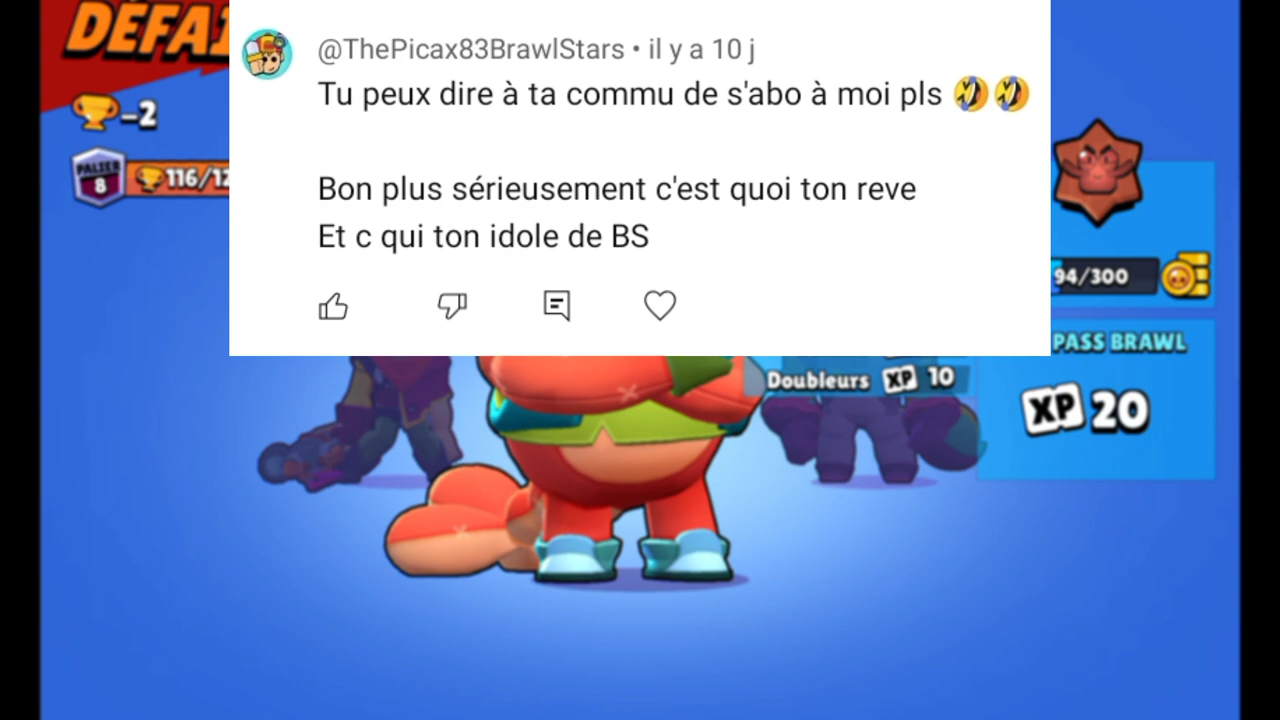 DÉFAI
-2
PALIER
8
116/12
@ThePicax83BrawlStars • il y a 10 j
Tu peux dire à ta commu de s'abo à moi pls 🤣🤣
Bon plus sérieusement c'est quoi ton reve
Et c qui ton idole de BS
94/300
PASS BRAWL
Doubleurs XP 10
XP 20